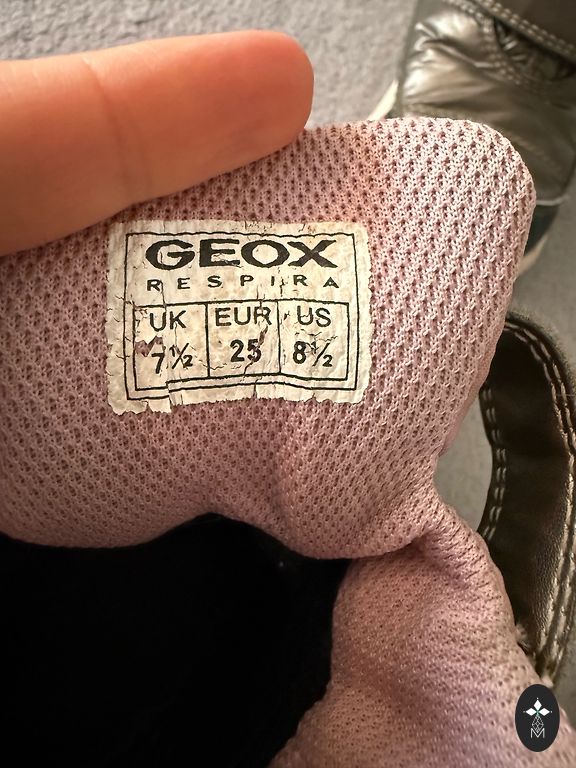 GEOX
RESPIRA
UK EUR US
7½ 25 8½
M